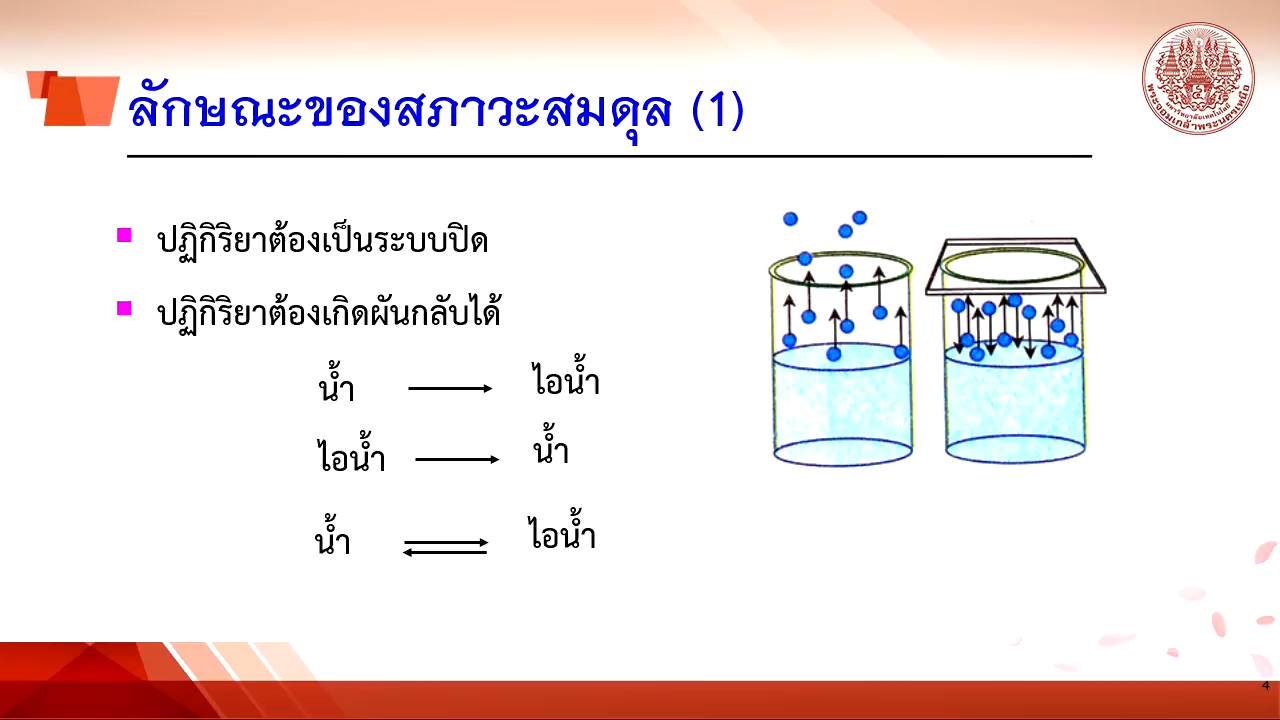 ลักษณะของสภาวะสมดุล (1)
ปฏิกิริยาต้องเป็นระบบปิด
ปฏิกิริยาต้องเกิดผันกลับได้
น้ำ ไอน้ำ
ไอน้ำ น้ำ
น้ำ ไอน้ำ
4